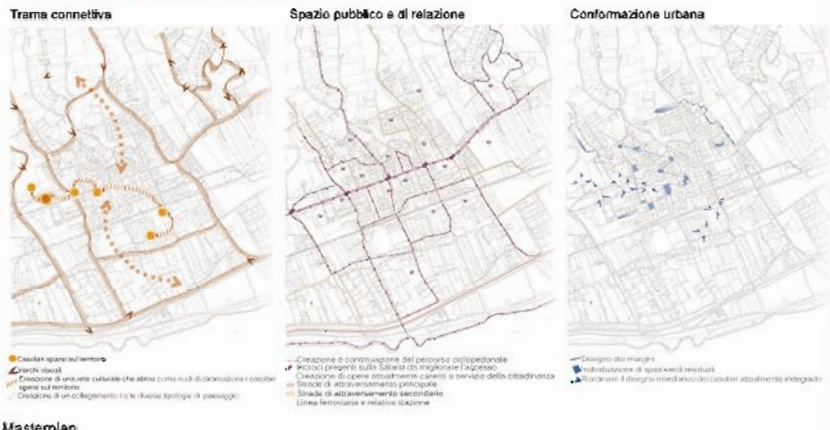 Trama connettiva
Spazio pubblico e di relazione
Conformazione urbana
Casolari sparsi sul territorio
Varchi visuali
Creazione di una rete culturale che abbia come nodi di diramazione i casolari
sparsi sul territorio
Creazione di un collegamento tra le diverse tipologie di paesaggio
Creazione e continuazione del percorso ciclopedonale
Incroci presenti sulla Salaria da migliorare l'accesso
Creazione di opere attualmente carenti a servizio della cittadinanza
Strade di attraversamento principale
Strade di attraversamento secondario
Linea ferroviaria e relativa stazione
Disegno dei margini
Individuazione di spazi verdi residuali
Riordinare il disegno insediativo dei casolari attualmente
Masterplan